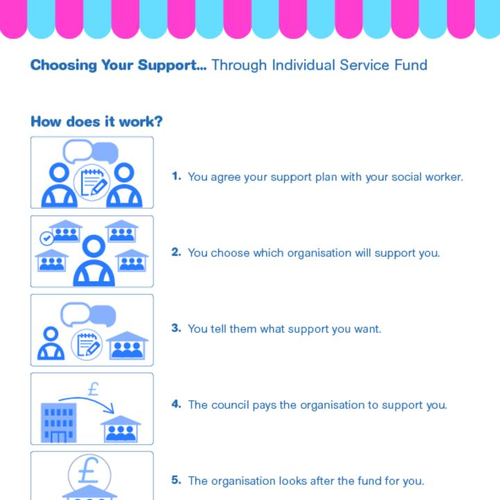 Choosing Your Support... Through Individual Service Fund
How does it work?
1. You agree your support plan with your social worker.
2. You choose which organisation will support you.
3. You tell them what support you want.
£
4. The council pays the organisation to support you.
£
5. The organisation looks after the fund for you.